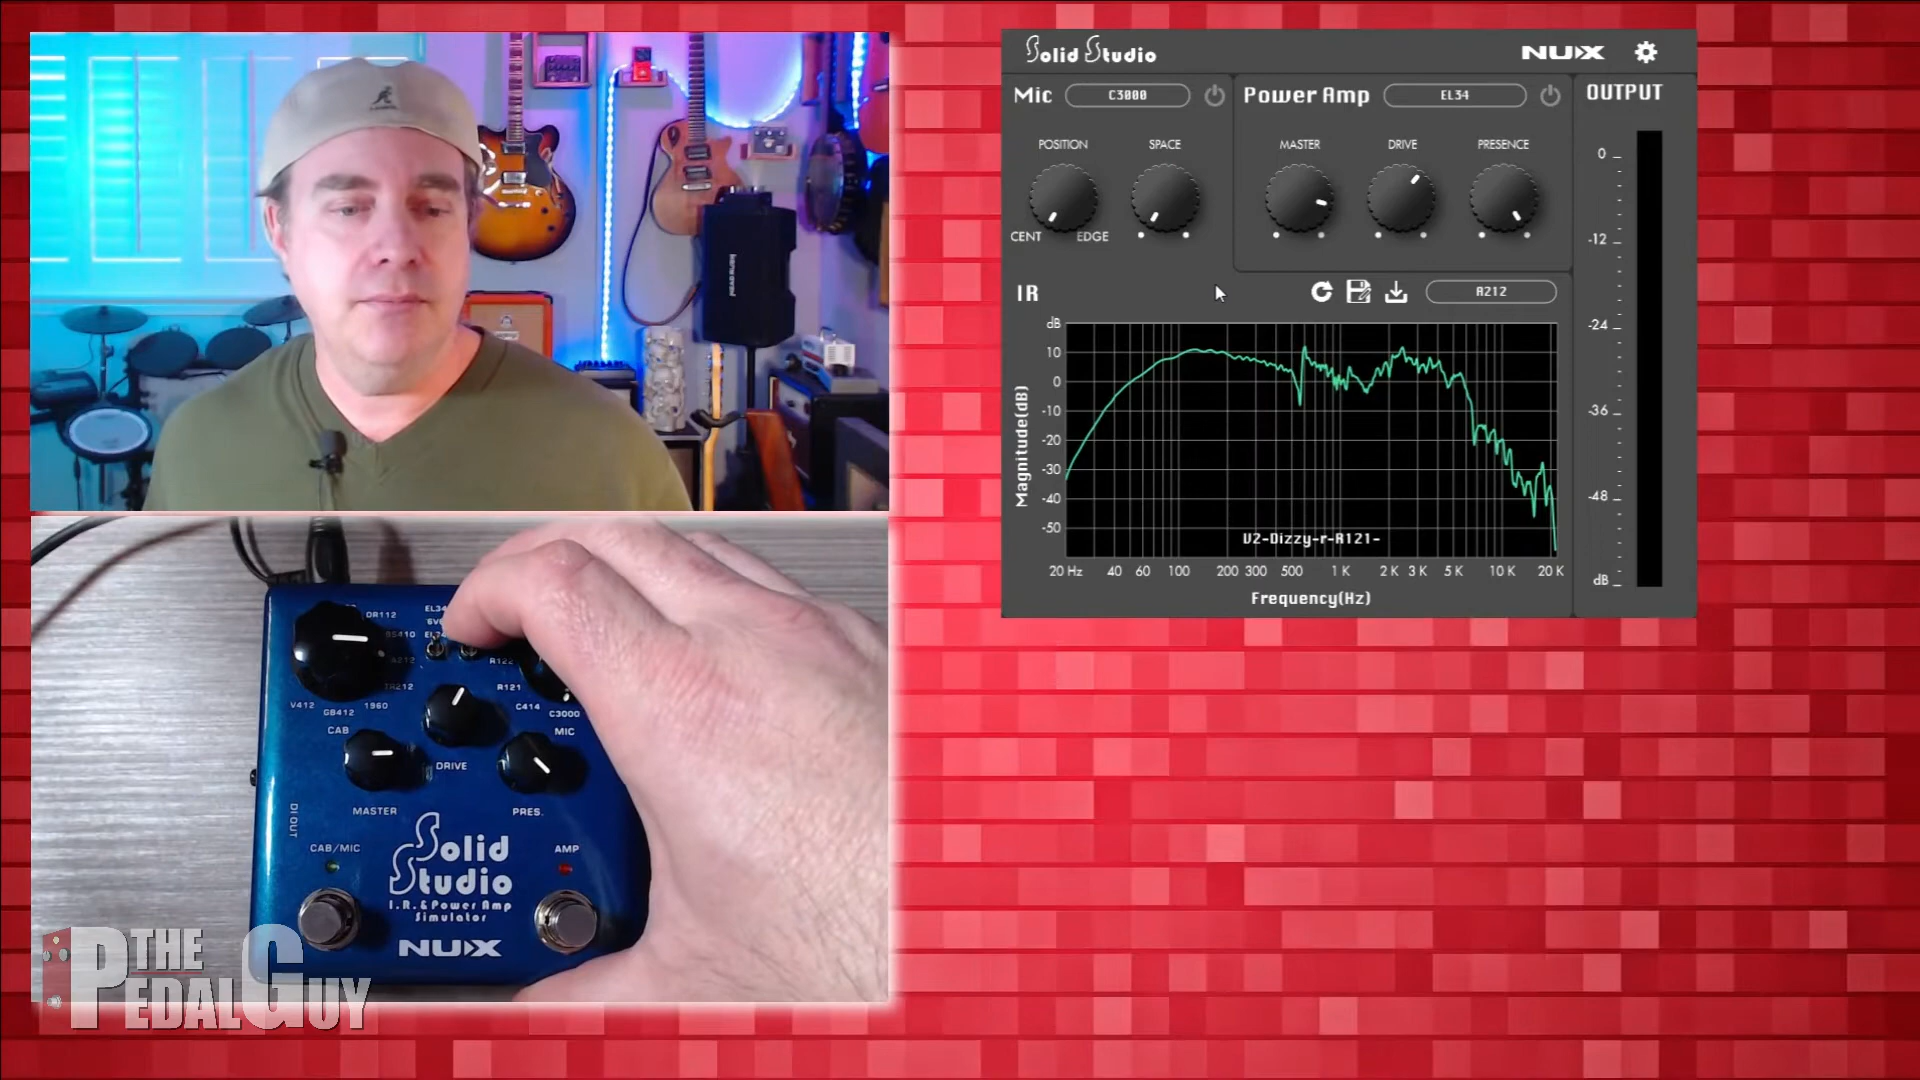 Solid Studio
NUX
Mic
C3000
Power Amp
EL34
OUTPUT
POSITION
SPACE
MASTER
DRIVE
PRESENCE
CENT
EDGE
IR
A212
dB
10
0
-10
-20
-30
-40
-50
Magnitude(dB)
V2-Dizzy-r-R121-
20 Hz 40 60 100 200 300 500 1 K 2 K 3 K 5 K 10 K 20 K
Frequency(Hz)
0
-12
-24
-36
-48
dB
DR112
BS410
A212
TR212
1960
GB412
V412
CAB
EL34
R121
C414
C3000
MIC
DRIVE
MASTER
PRES.
DI OUT
CAB/MIC
AMP
Solid
Studio
I.R. & Power Amp
Simulator
NUX
THE
PEDAL GUY